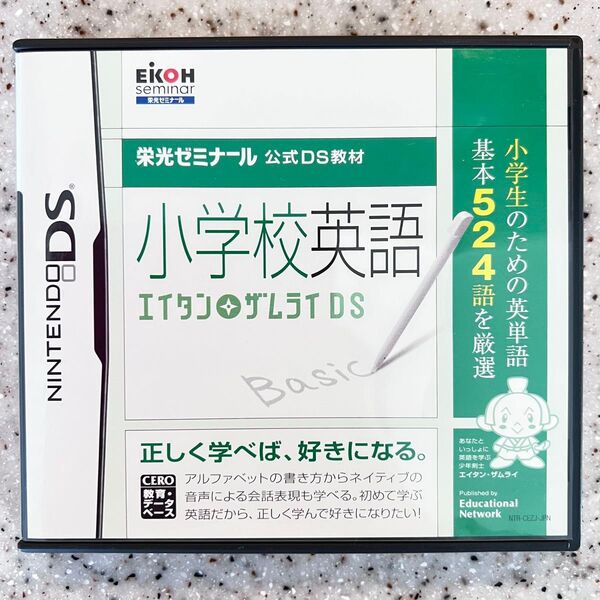 NINTENDO DS®
EiKOH
seminar
栄光ゼミナール
栄光ゼミナール 公式DS教材
小学校英語
エイタン ザムライ DS
Basic
小学生のための英単語
基本524語を厳選
正しく学べば、好きになる。
CERO
教育・
データ
ベース
アルファベットの書き方からネイティブの
音声による会話表現も学べる。初めて学ぶ
英語だから、正しく学んで好きになりたい!
あなたと
いっしょに
英語を学ぶ
少年剣士
エイタン・ザムライ
Published by
Educational
Network
NTR-CEZJ-JPN